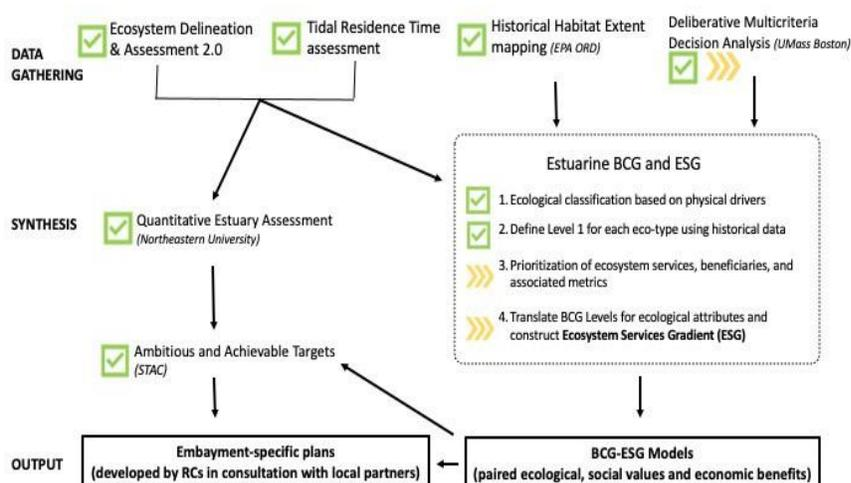 DATA
GATHERING
Ecosystem Delineation
& Assessment 2.0
Tidal Residence Time
assessment
Historical Habitat Extent
mapping (EPA ORD)
Deliberative Multicriteria
Decision Analysis (UMass Boston)
SYNTHESIS
Quantitative Estuary Assessment
(Northeastern University)
Ambitious and Achievable Targets
(STAC)
Estuarine BCG and ESG
1. Ecological classification based on physical drivers
2. Define Level 1 for each eco-type using historical data
3. Prioritization of ecosystem services, beneficiaries, and
associated metrics
4. Translate BCG Levels for ecological attributes and
construct Ecosystem Services Gradient (ESG)
OUTPUT
Embayment-specific plans
(developed by RCs in consultation with local partners)
BCG-ESG Models
(paired ecological, social values and economic benefits)